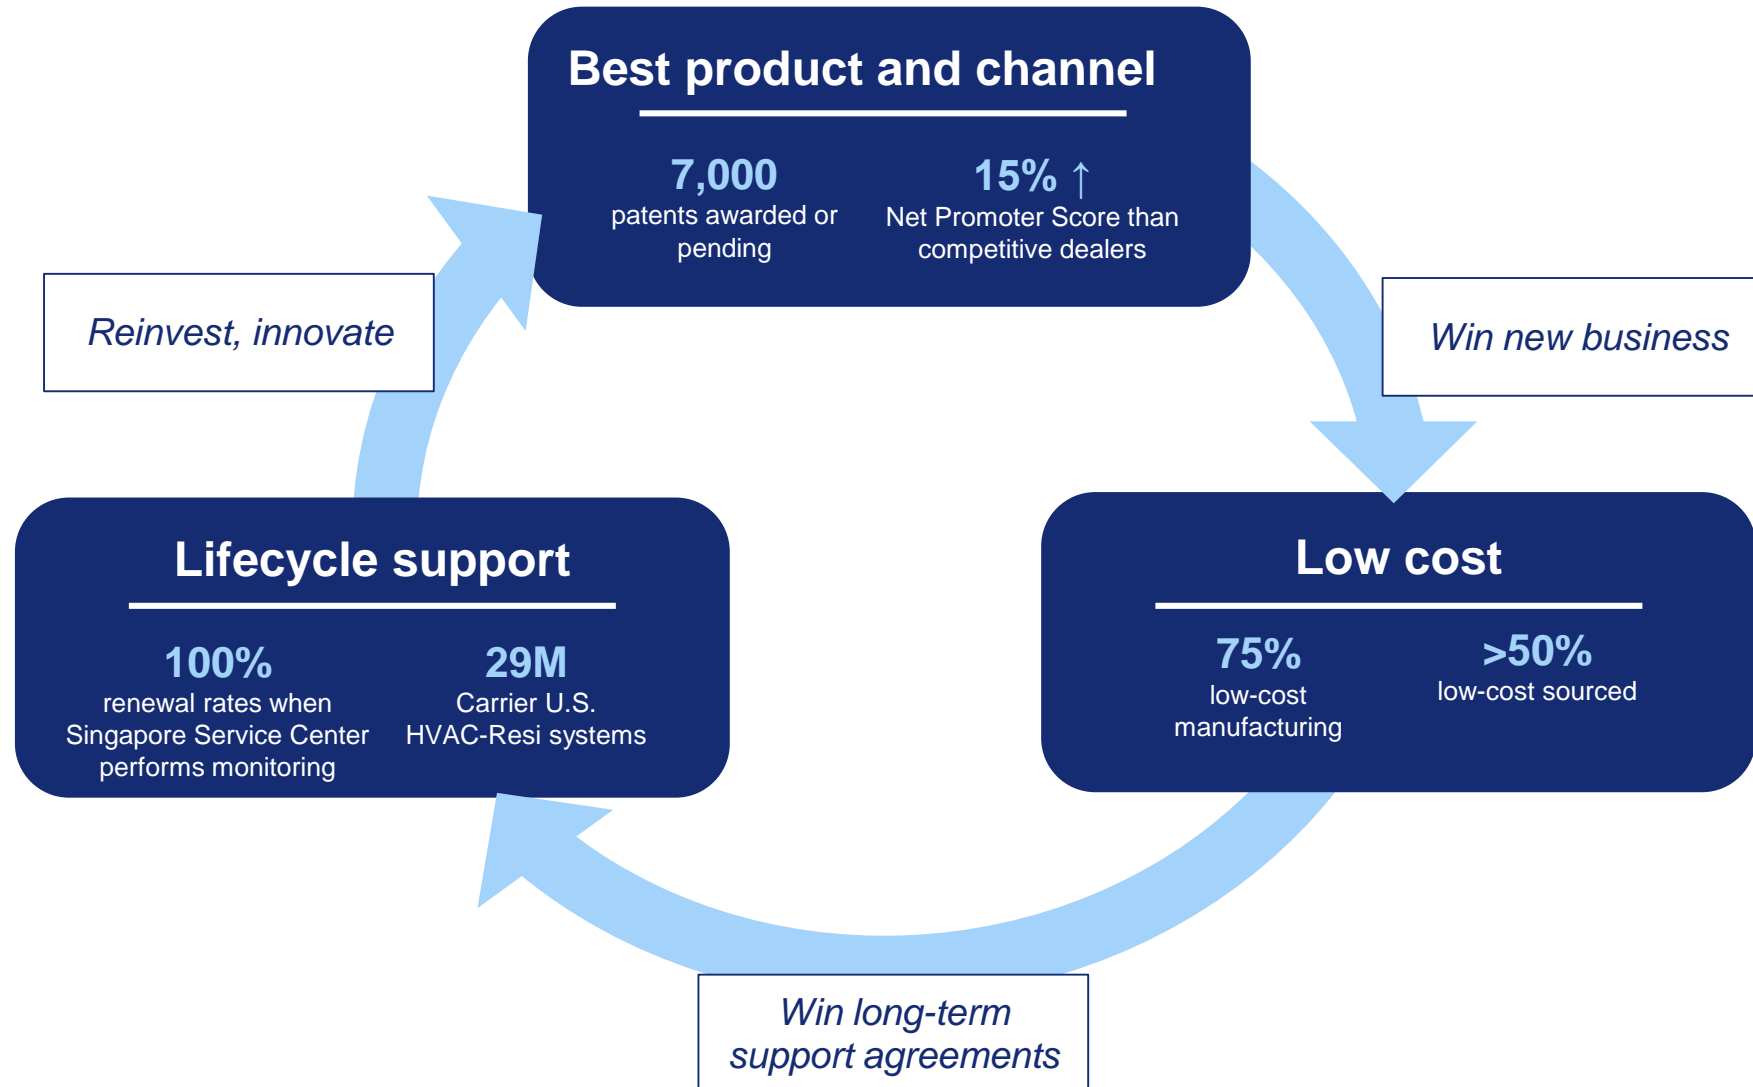 Best product and channel
7,000
patents awarded or
pending
15% ↑
Net Promoter Score than
competitive dealers
Reinvest, innovate
Win new business
Lifecycle support
100%
renewal rates when
Singapore Service Center
performs monitoring
29M
Carrier U.S.
HVAC-Resi systems
Low cost
75%
low-cost
manufacturing
>50%
low-cost sourced
Win long-term
support agreements